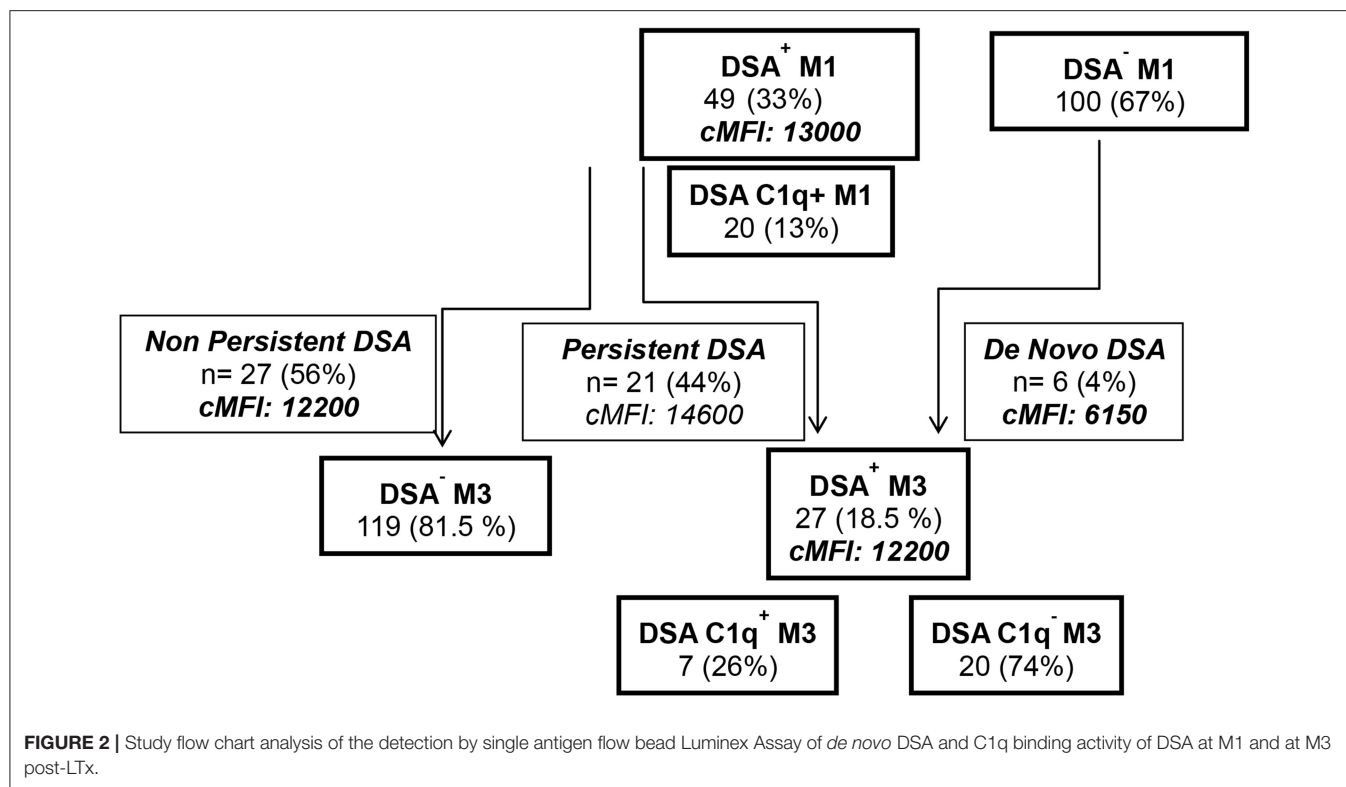 DSA+ M1
49 (33%)
cMFI: 13000
DSA- M1
100 (67%)
DSA C1q+ M1
20 (13%)
Non Persistent DSA
n= 27 (56%)
cMFI: 12200
Persistent DSA
n= 21 (44%)
cMFI: 14600
De Novo DSA
n= 6 (4%)
cMFI: 6150
DSA- M3
119 (81.5 %)
DSA+ M3
27 (18.5 %)
cMFI: 12200
DSA C1q+ M3
7 (26%)
DSA C1q- M3
20 (74%)
FIGURE 2 | Study flow chart analysis of the detection by single antigen flow bead Luminex Assay of de novo DSA and C1q binding activity of DSA at M1 and at M3
post-LTx.